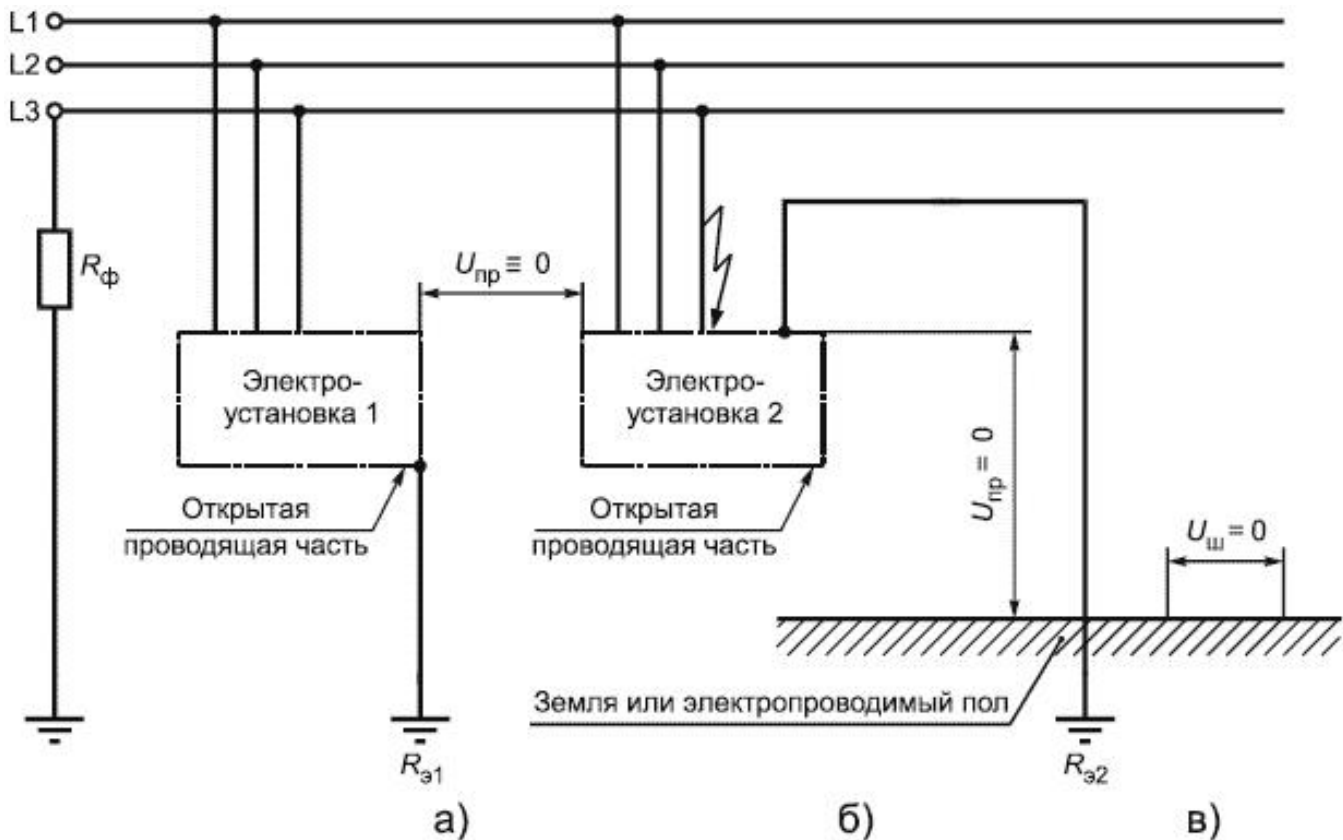 L1
L2
L3
Rф
Uпр ≡ 0
Электро-
установка 1
Электро-
установка 2
Открытая
проводящая часть
Открытая
проводящая часть
Uпр = 0
Uш = 0
Земля или электропроводимый пол
Rэ1
Rэ2
а)
б)
в)